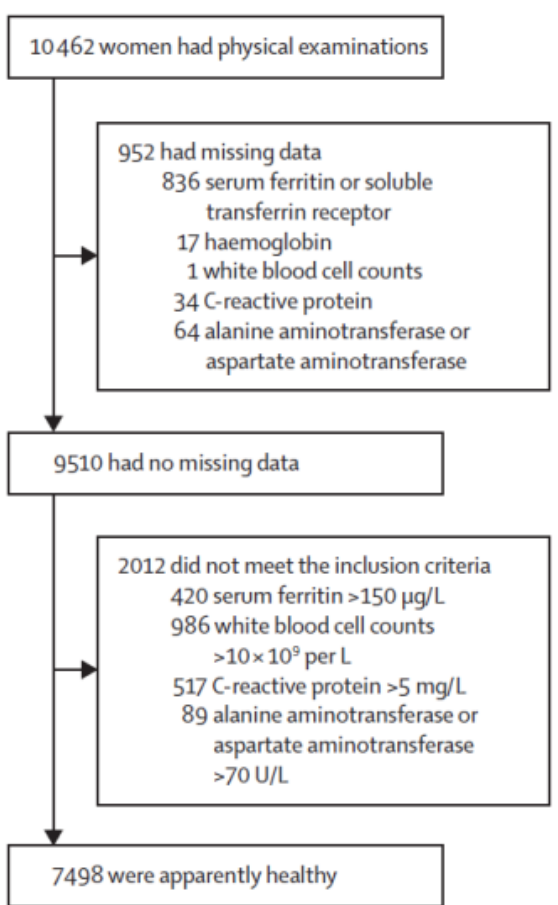 10 462 women had physical examinations
952 had missing data
836 serum ferritin or soluble
transferrin receptor
17 haemoglobin
1 white blood cell counts
34 C-reactive protein
64 alanine aminotransferase or
aspartate aminotransferase
9510 had no missing data
2012 did not meet the inclusion criteria
420 serum ferritin >150 μg/L
986 white blood cell counts
>10 × 10⁹ per L
517 C-reactive protein >5 mg/L
89 alanine aminotransferase or
aspartate aminotransferase
>70 U/L
7498 were apparently healthy